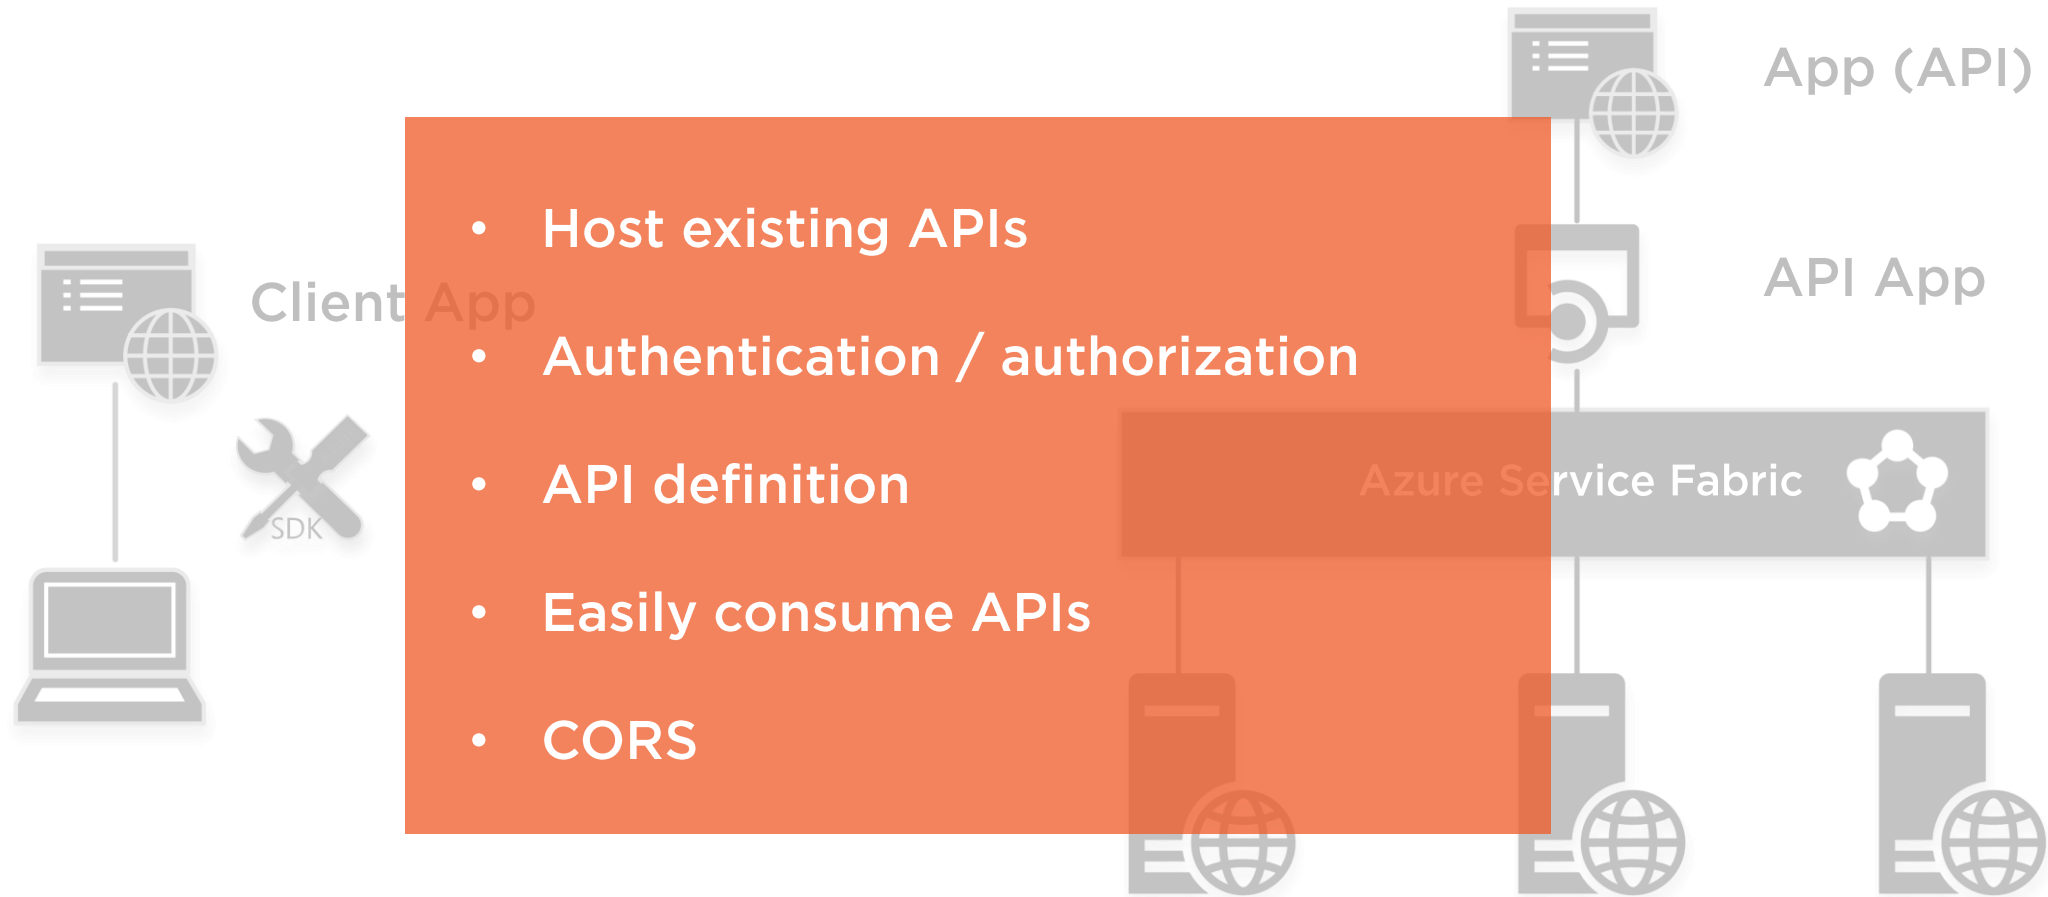 App (API)
• Host existing APIs
API App
Client App
• Authentication / authorization
• API definition
Azure Service Fabric
SDK
• Easily consume APIs
• CORS